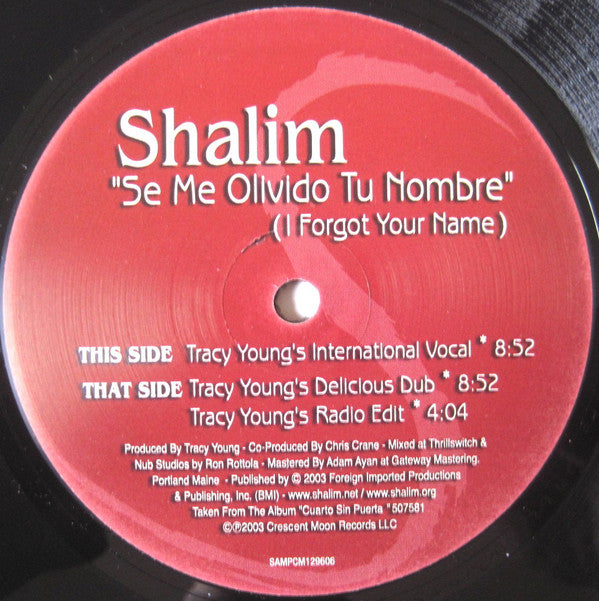 Shalim
"Se Me Olivido Tu Nombre"
(I Forgot Your Name)
THIS SIDE Tracy Young's International Vocal * 8:52
THAT SIDE Tracy Young's Delicious Dub * 8:52
Tracy Young's Radio Edit * 4:04
Produced By Tracy Young - Co-Produced By Chris Crane - Mixed at Thrillswitch &
Nub Studios by Ron Rottola - Mastered By Adam Ayan at Gateway Mastering.
Portland Maine - Published by © 2003 Foreign Imported Productions
& Publishing, Inc. (BMI) - www.shalim.net / www.shalim.org
Taken From The Album "Cuarto Sin Puerta " 507581
©℗2003 Crescent Moon Records LLC
SAMPCM129606